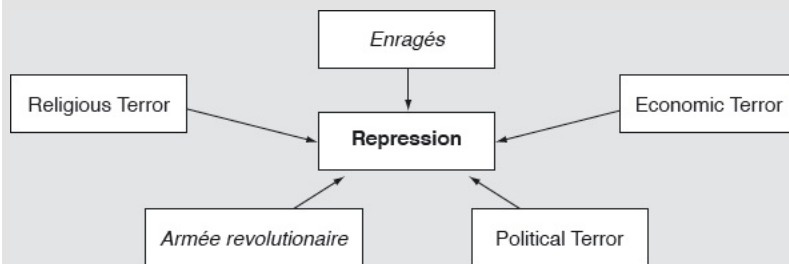 Enragés
Religious Terror
Economic Terror
Repression
Armée revolutionaire
Political Terror